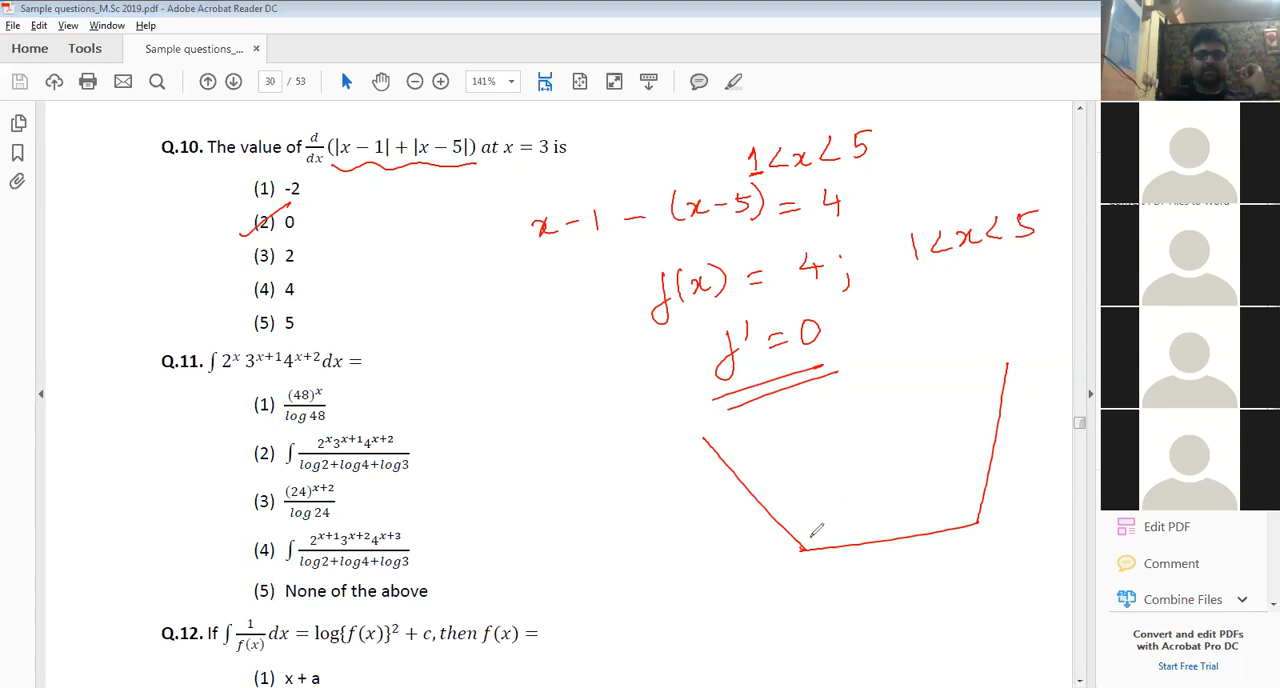 Sample questions_M.Sc 2019.pdf - Adobe Acrobat Reader DC
File Edit View Window Help
Home Tools Sample questions_... ×
30 / 53 141%
Q.10. The value of d/dx (|x − 1| + |x − 5|) at x = 3 is
(1) -2
(2) 0
(3) 2
(4) 4
(5) 5
1 < x < 5
x − 1 − (x − 5) = 4
f(x) = 4 ; 1 < x < 5
f' = 0
Q.11. ∫ 2^x 3^(x+1) 4^(x+2) dx =
(1) (48)^x / log 48
(2) ∫ 2^x 3^(x+1) 4^(x+2) / log2+log4+log3
(3) (24)^(x+2) / log 24
(4) ∫ 2^(x+1) 3^(x+2) 4^(x+3) / log2+log4+log3
(5) None of the above
Q.12. If ∫ 1/f(x) dx = log{f(x)}² + c, then f(x) =
(1) x + a
Edit PDF
Comment
Combine Files
Convert and edit PDFs
with Acrobat Pro DC
Start Free Trial